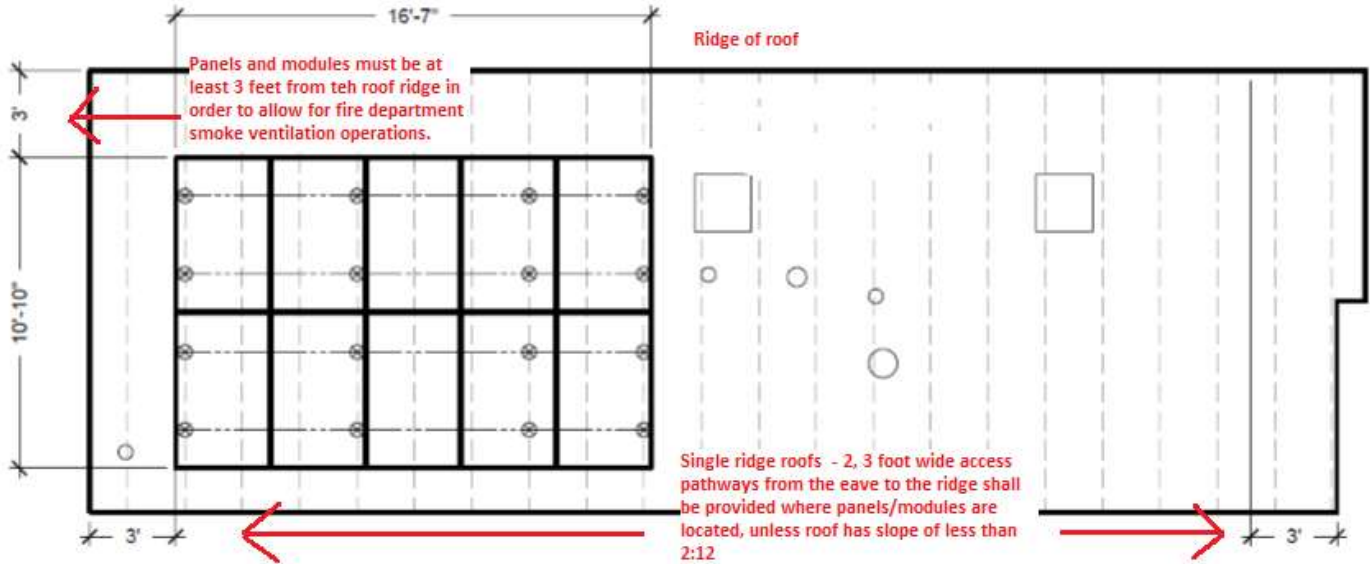 16'-7"
Ridge of roof
Panels and modules must be at
least 3 feet from teh roof ridge in
order to allow for fire department
smoke ventilation operations.
3'
10'-10"
Single ridge roofs - 2, 3 foot wide access
pathways from the eave to the ridge shall
be provided where panels/modules are
located, unless roof has slope of less than
2:12
3'
3'